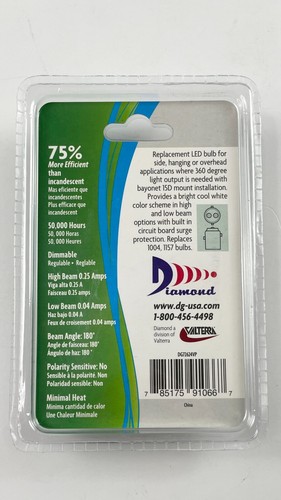 75%
More Efficient
than
incandescent
Mas eficiente que
incandescentes
Plus efficace que
incandescent
50,000 Hours
50, 000 Horas
50, 000 Heures
Dimmable
Regulable • Reglable
High Beam 0.25 Amps
Viga alta 0.25 A
Faisceau 0.25 amps
Low Beam 0.04 Amps
Haz bajo 0.04 A
Feux de croisement 0.04 amps
Beam Angle: 180°
Angle de faisceau: 180°
Angulo de haz: 180°
Polarity Sensitive: No
Sensible a la polarité: Non
Polaridad sensible: Non
Minimal Heat
Mínima cantidad de calor
Une Chaleur Minimale
Replacement LED bulb for
side, hanging or overhead
applications where 360 degree
light output is needed with
bayonet 15D mount installation.
Provides a bright cool white
color scheme in high
and low beam
options with built in
circuit board surge
protection. Replaces
1004, 1157 bulbs.
Diamond
www.dg-usa.com
1-800-456-4498
Diamond a
division of
Valterra
VALTERRA
DG72624VP
7 85175 91066 7
China